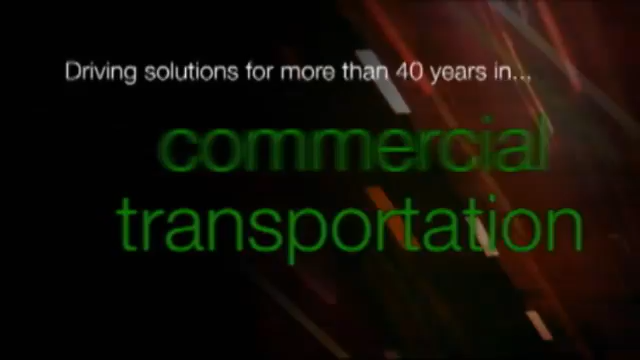 Driving solutions for more than 40 years in...
commercial
transportation